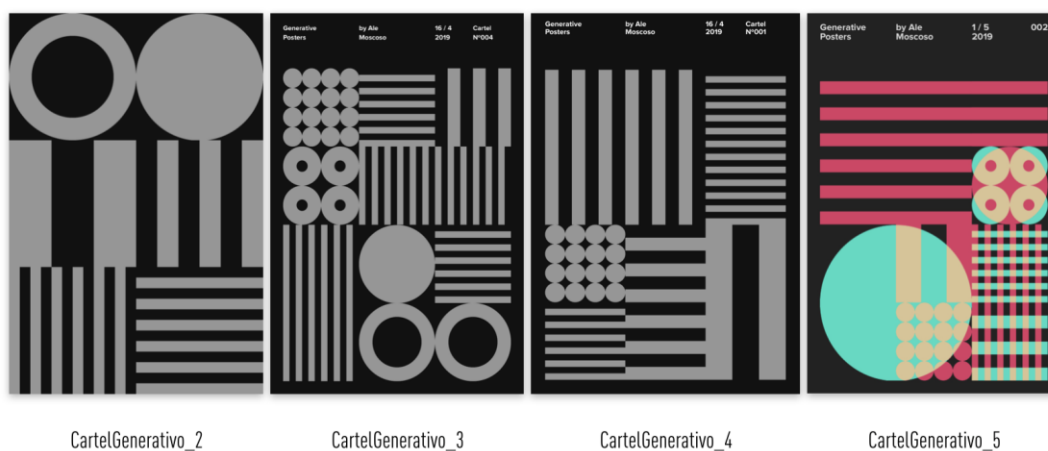 Generative
Posters
by Ale
Moscoso
16 / 4
2019
Cartel
Nº004
Generative
Posters
by Ale
Moscoso
16 / 4
2019
Cartel
Nº001
Generative
Posters
by Ale
Moscoso
1 / 5
2019
002
CartelGenerativo_2
CartelGenerativo_3
CartelGenerativo_4
CartelGenerativo_5